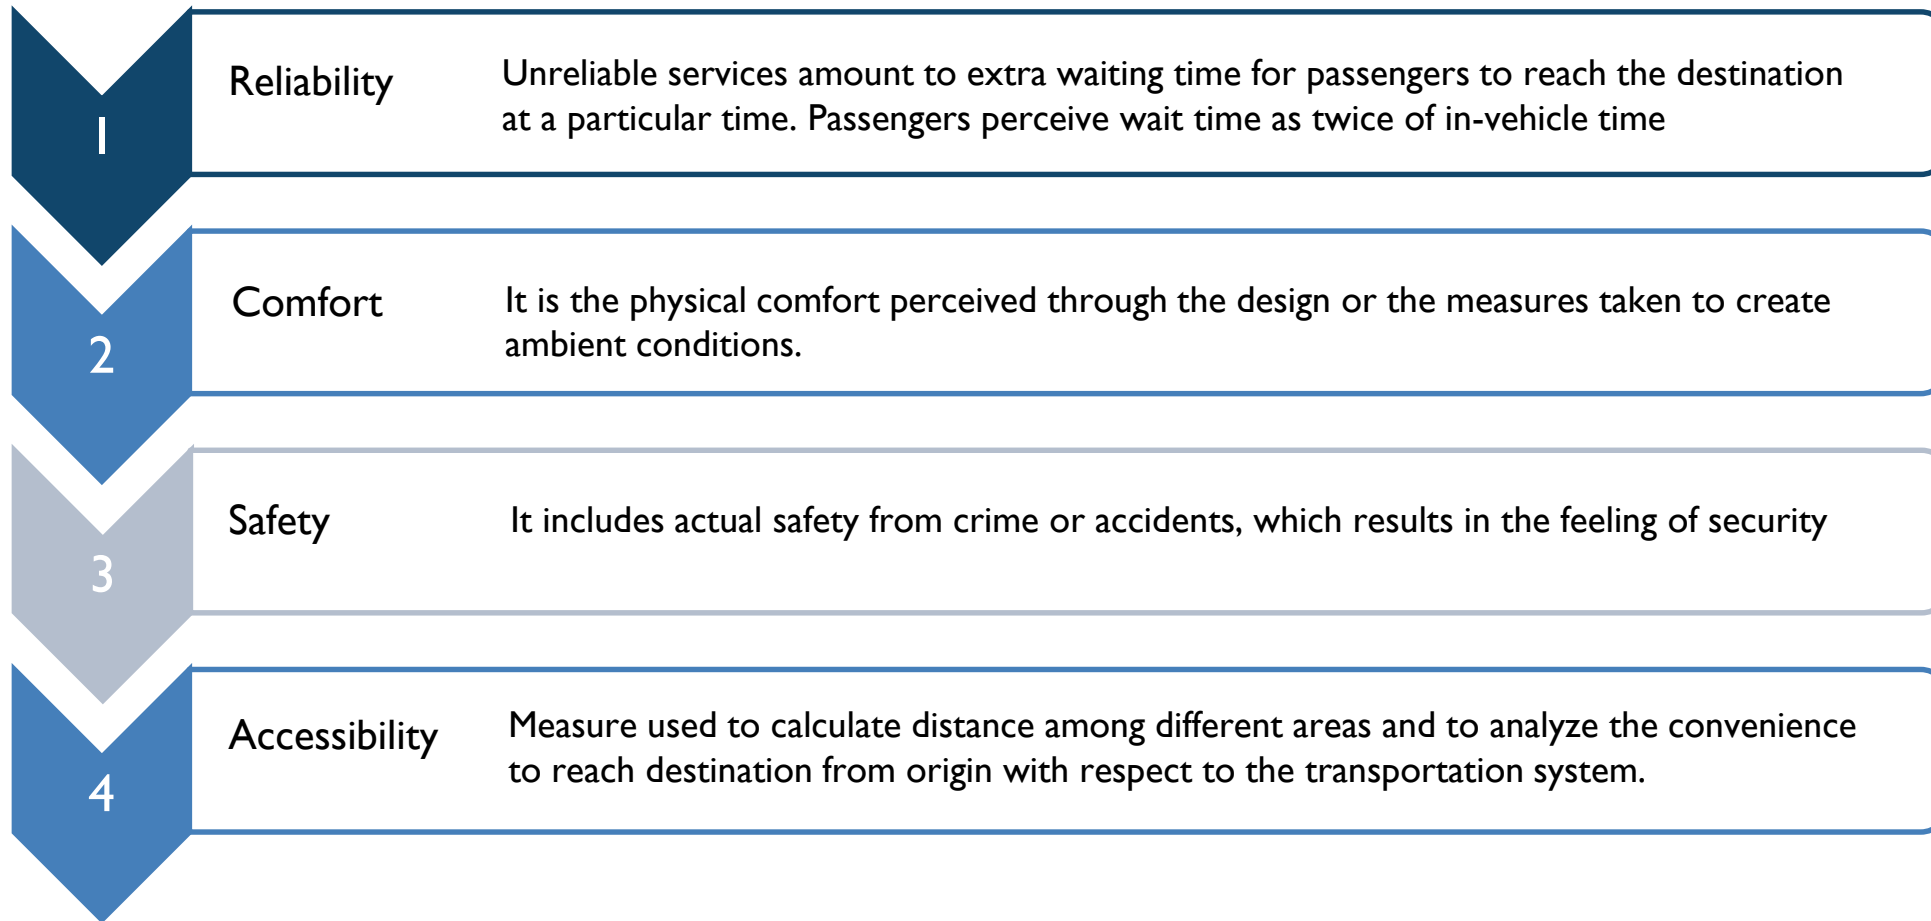 1
Reliability
Unreliable services amount to extra waiting time for passengers to reach the destination
at a particular time. Passengers perceive wait time as twice of in-vehicle time
2
Comfort
It is the physical comfort perceived through the design or the measures taken to create
ambient conditions.
3
Safety
It includes actual safety from crime or accidents, which results in the feeling of security
4
Accessibility
Measure used to calculate distance among different areas and to analyze the convenience
to reach destination from origin with respect to the transportation system.